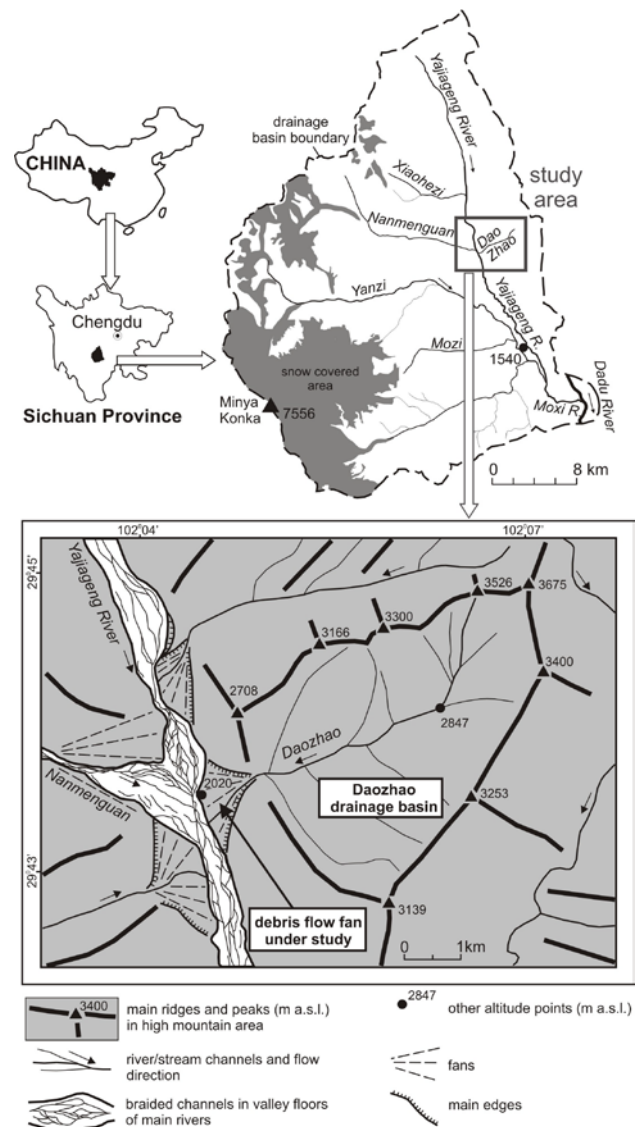 CHINA
Chengdu
Sichuan Province
drainage
basin boundary
Yajiageng River
Xiaohezi
Nanmenguan
study
area
Dao
Zhao
Yanzi
Yajiageng R.
Mozi
1540
snow covered
area
Minya
Konka
7556
Moxi R.
Dadu River
0 8 km
102°04'
102°07'
29°45'
29°43'
Yajiageng River
3526
3675
3300
3166
3400
2708
2847
Daozhao
Nanmenguan
2020
Daozhao
drainage basin
3253
3139
debris flow fan
under study
0 1km
3400
main ridges and peaks (m a.s.l.)
in high mountain area
2847
other altitude points (m a.s.l.)
river/stream channels and flow
direction
fans
braided channels in valley floors
of main rivers
main edges